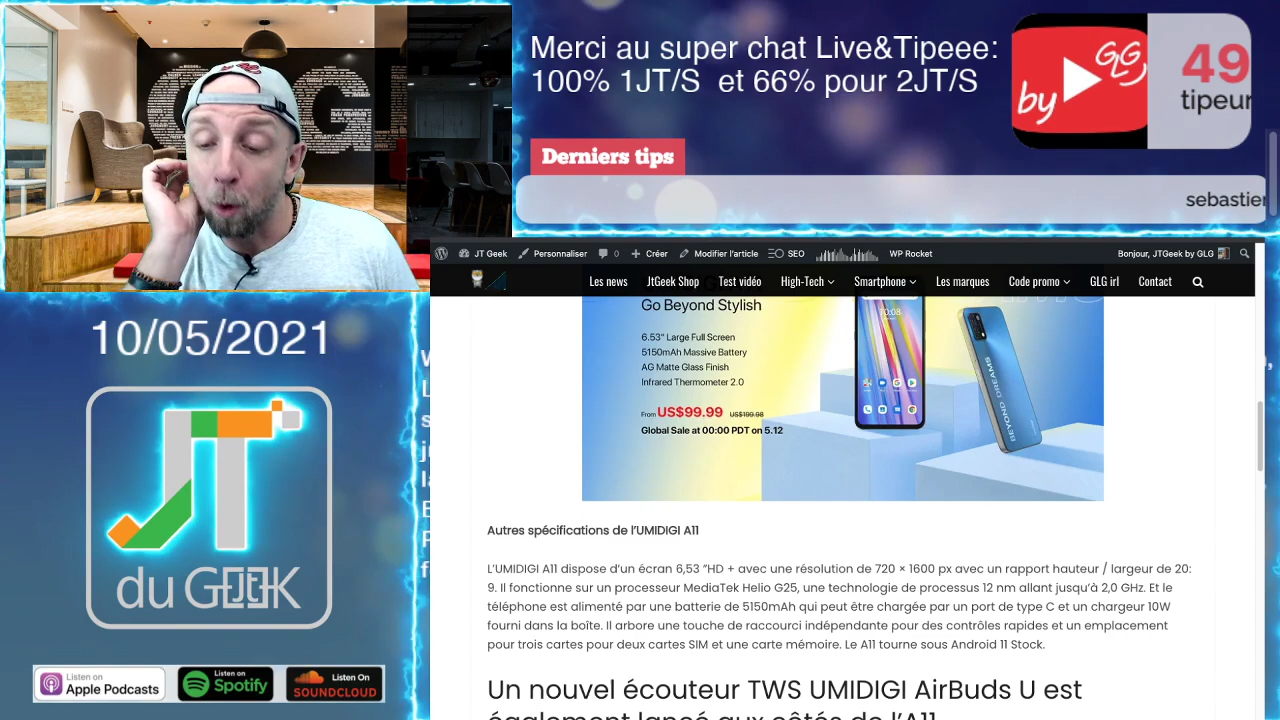 Merci au super chat Live&Tipeee:
100% 1JT/S et 66% pour 2JT/S
by GLG
49
tipeur
Derniers tips
sebastien
JT Geek Personnaliser 0 Créer Modifier l'article SEO WP Rocket Bonjour, JTGeek by GLG
Les news JtGeek Shop Test vidéo High-Tech Smartphone Les marques Code promo GLG irl Contact
Go Beyond Stylish
6.53" Large Full Screen
5150mAh Massive Battery
AG Matte Glass Finish
Infrared Thermometer 2.0
From US$99.99 US$199.98
Global Sale at 00:00 PDT on 5.12
10:08
BEYOND DREAMS
10/05/2021
JT
du GEEK
Listen on
Apple Podcasts
Listen on
Spotify
Listen On
SOUNDCLOUD
Autres spécifications de l'UMIDIGI A11
L'UMIDIGI A11 dispose d'un écran 6,53 "HD + avec une résolution de 720 × 1600 px avec un rapport hauteur / largeur de 20:
9. Il fonctionne sur un processeur MediaTek Helio G25, une technologie de processus 12 nm allant jusqu'à 2,0 GHz. Et le
téléphone est alimenté par une batterie de 5150mAh qui peut être chargée par un port de type C et un chargeur 10W
fourni dans la boîte. Il arbore une touche de raccourci indépendante pour des contrôles rapides et un emplacement
pour trois cartes pour deux cartes SIM et une carte mémoire. Le A11 tourne sous Android 11 Stock.
Un nouvel écouteur TWS UMIDIGI AirBuds U est
également lancé aux côtés de l'A11